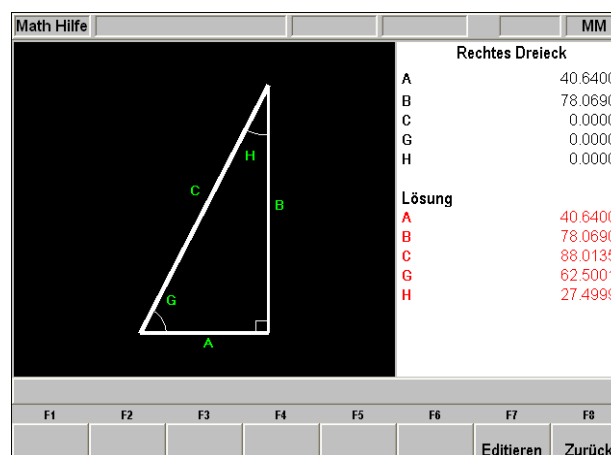 Math Hilfe MM
Rechtes Dreieck
A 40.6400
B 78.0690
C 0.0000
G 0.0000
H 0.0000
Lösung
A 40.6400
B 78.0690
C 88.0135
G 62.5001
H 27.4999
H
C
B
G
A
F1 F2 F3 F4 F5 F6 F7 F8
Editieren Zurück